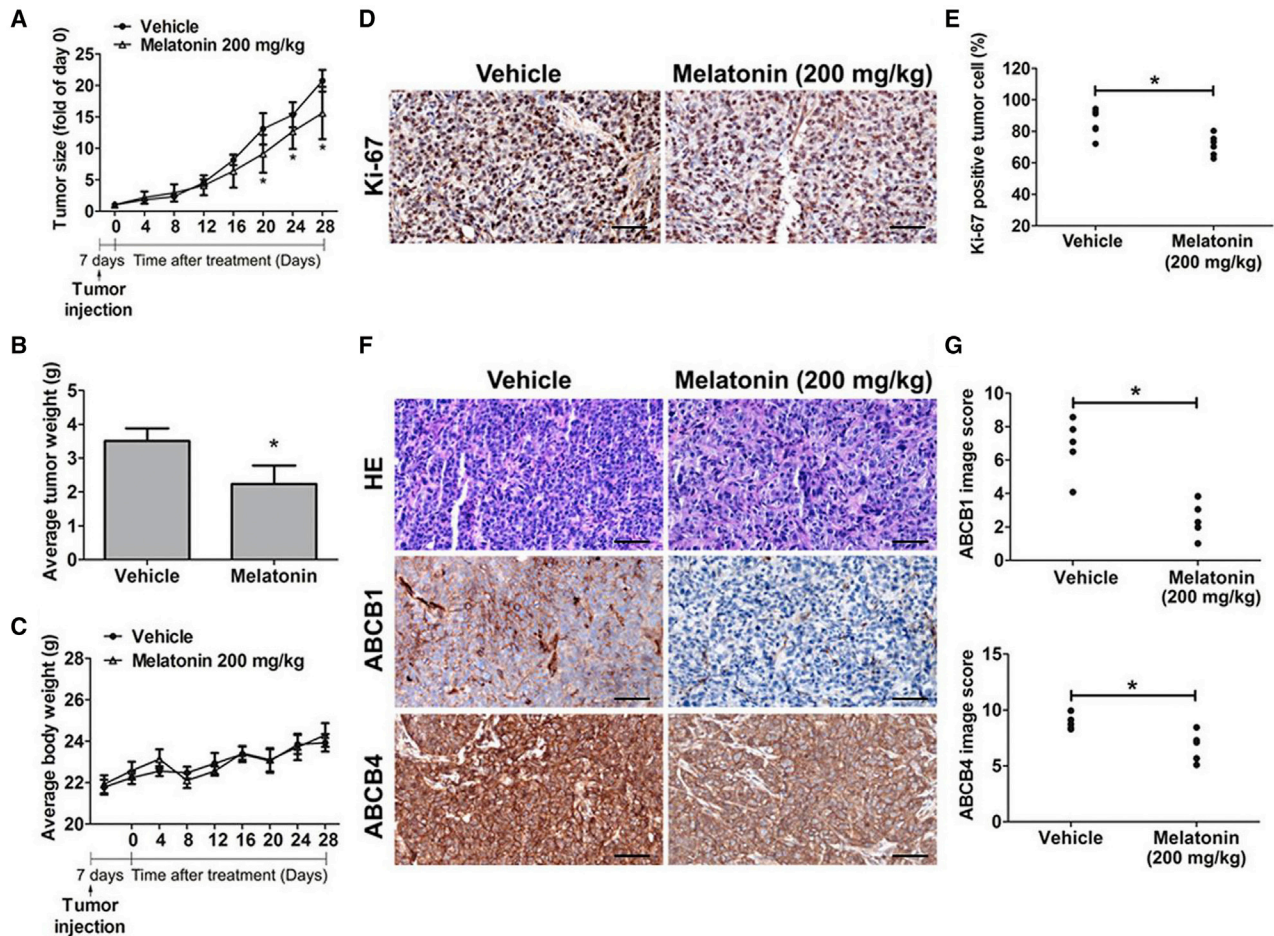 A
Vehicle
Melatonin 200 mg/kg
Tumor size (fold of day 0)
25
20
15
10
5
0
0 4 8 12 16 20 24 28
* * *
7 days Time after treatment (Days)
Tumor
injection
B
Average tumor weight (g)
5
4
3
2
1
0
*
Vehicle Melatonin
C
Vehicle
Melatonin 200 mg/kg
Average body weight (g)
28
26
24
22
20
0 4 8 12 16 20 24 28
7 days Time after treatment (Days)
Tumor
injection
D
Vehicle Melatonin (200 mg/kg)
Ki-67
E
Ki-67 positive tumor cell (%)
120
100
80
60
40
20
*
Vehicle Melatonin
(200 mg/kg)
F
Vehicle Melatonin (200 mg/kg)
HE
ABCB1
ABCB4
G
ABCB1 image score
10
8
6
4
2
0
*
Vehicle Melatonin
(200 mg/kg)
ABCB4 image score
15
10
5
0
*
Vehicle Melatonin
(200 mg/kg)